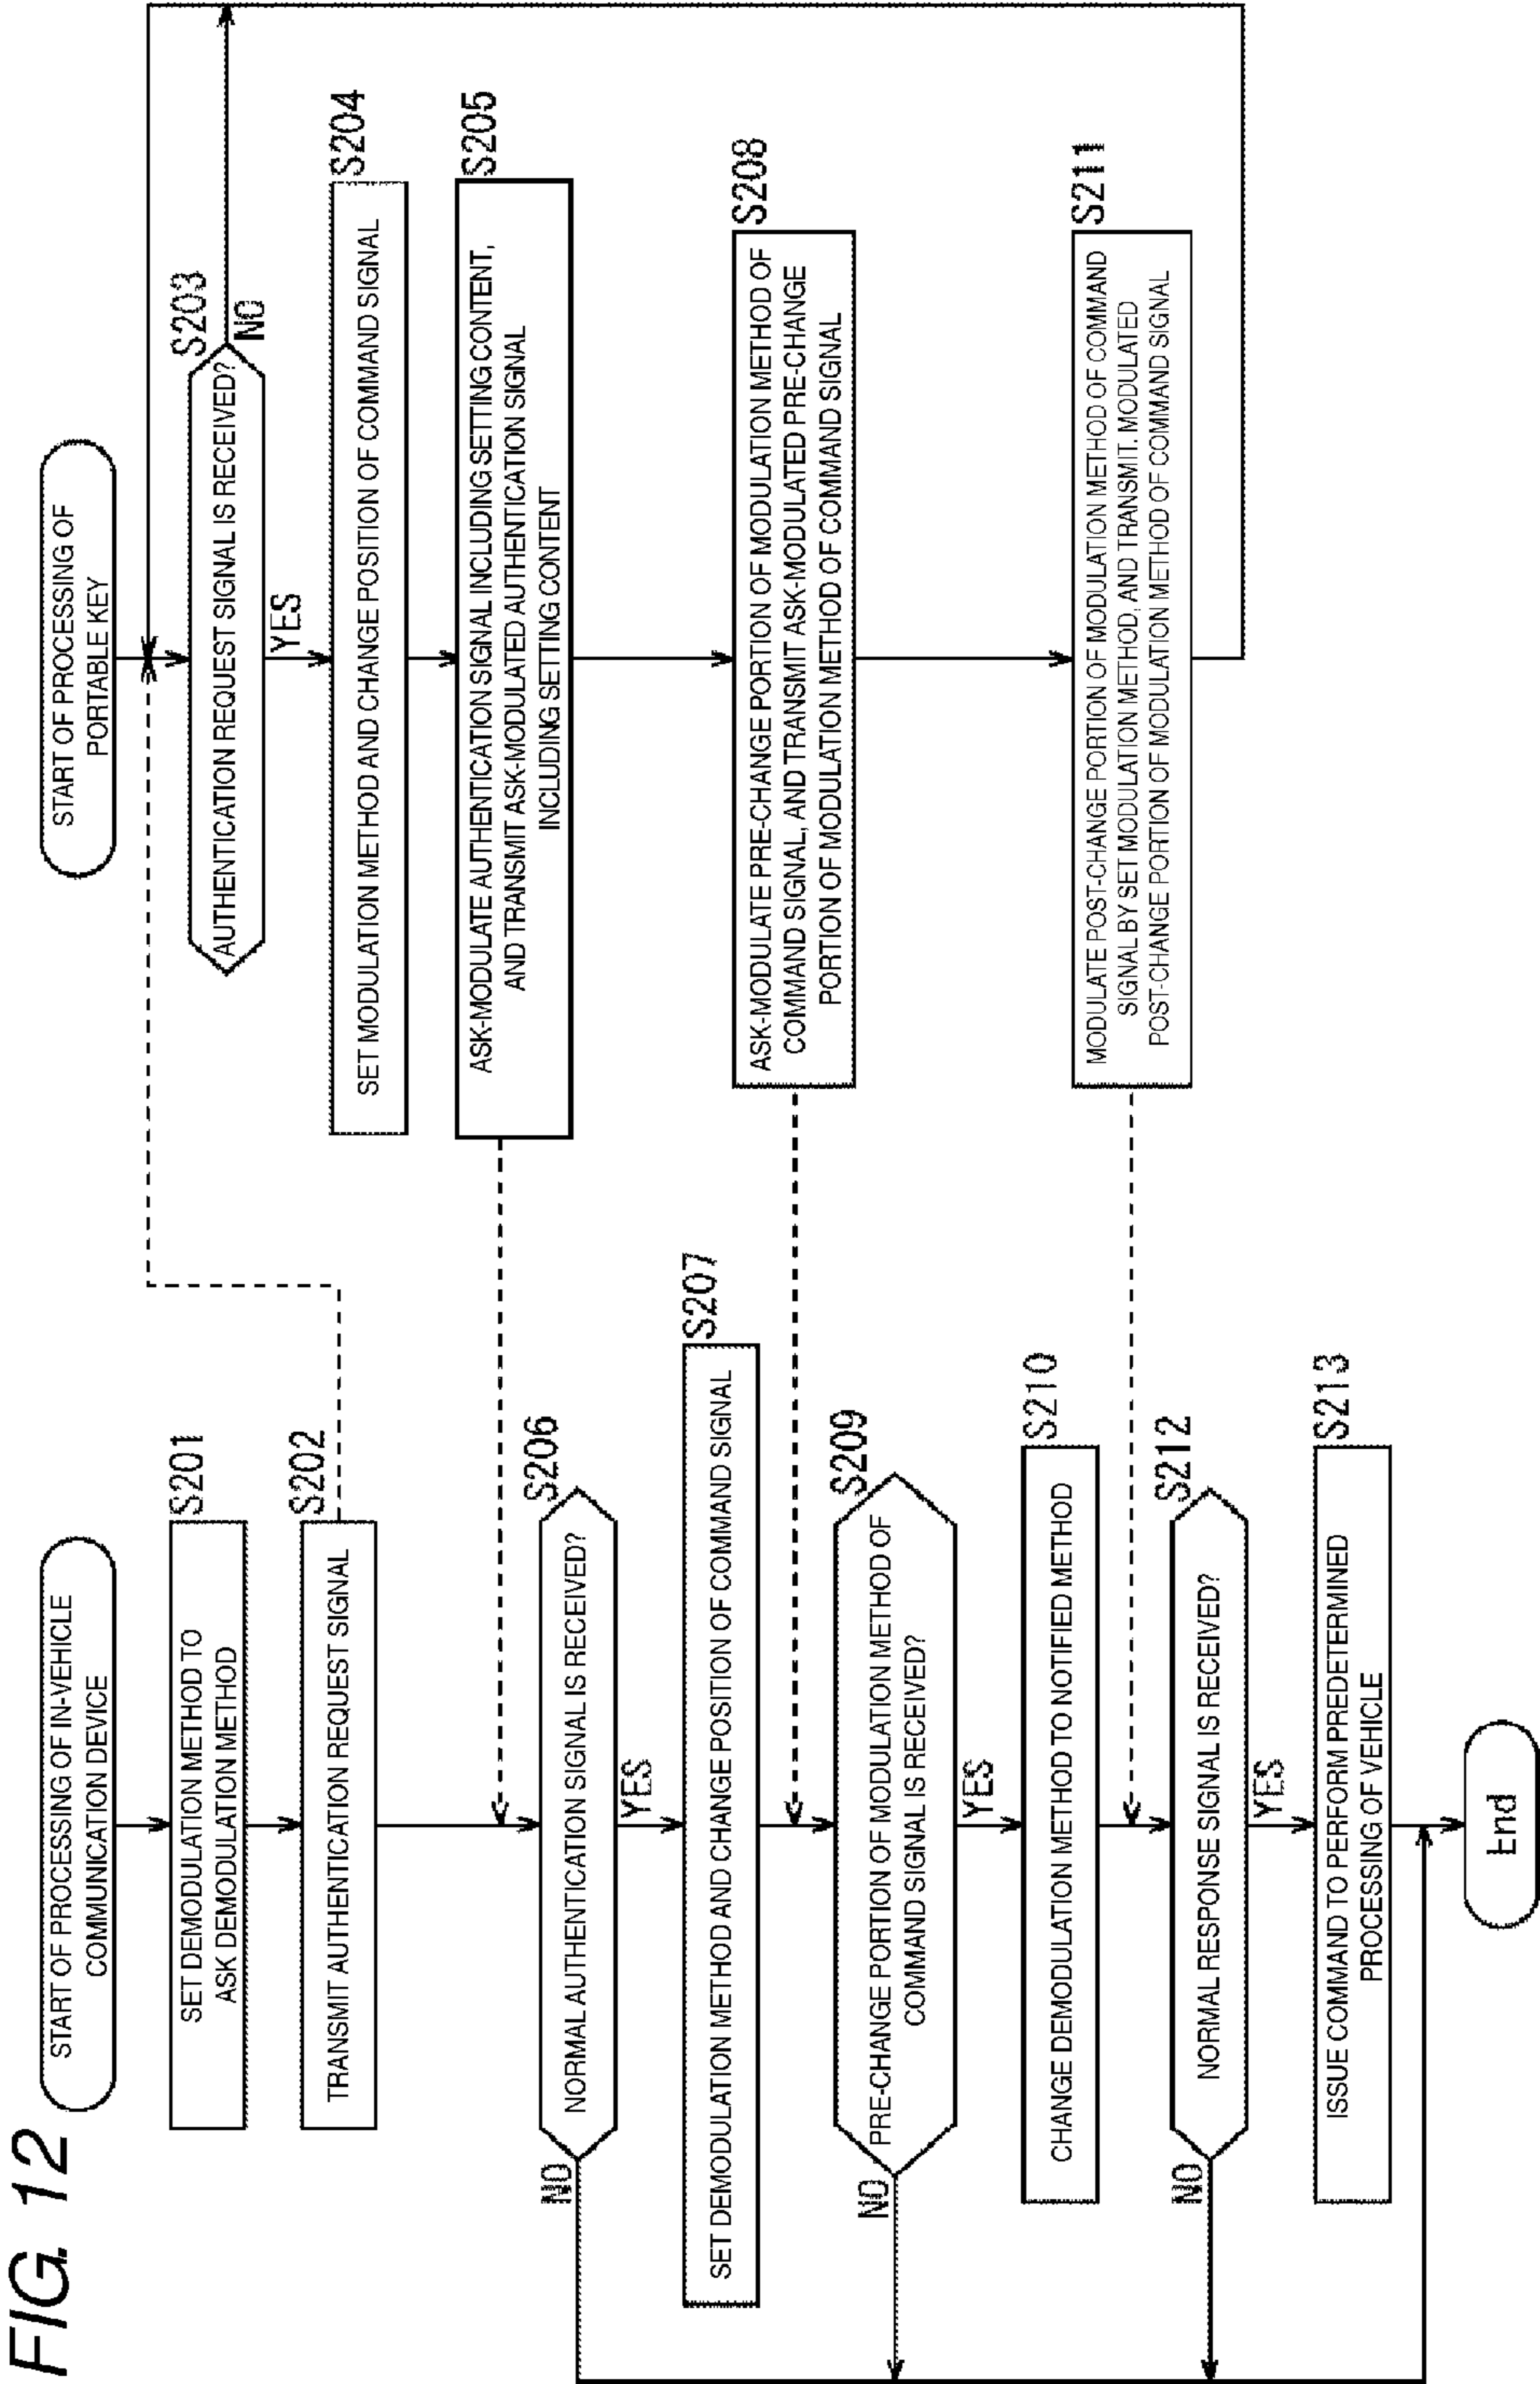 FIG. 12
START OF PROCESSING OF IN-VEHICLE
COMMUNICATION DEVICE
S201
SET DEMODULATION METHOD TO
ASK DEMODULATION METHOD
S202
TRANSMIT AUTHENTICATION REQUEST SIGNAL
S206
NORMAL AUTHENTICATION SIGNAL IS RECEIVED?
NO
YES
S207
SET DEMODULATION METHOD AND CHANGE POSITION OF COMMAND SIGNAL
S209
PRE-CHANGE PORTION OF MODULATION METHOD OF
COMMAND SIGNAL IS RECEIVED?
NO
YES
S210
CHANGE DEMODULATION METHOD TO NOTIFIED METHOD
S212
NORMAL RESPONSE SIGNAL IS RECEIVED?
NO
YES
S213
ISSUE COMMAND TO PERFORM PREDETERMINED
PROCESSING OF VEHICLE
End
START OF PROCESSING OF
PORTABLE KEY
S203
AUTHENTICATION REQUEST SIGNAL IS RECEIVED?
NO
YES
S204
SET MODULATION METHOD AND CHANGE POSITION OF COMMAND SIGNAL
S205
ASK-MODULATE AUTHENTICATION SIGNAL INCLUDING SETTING CONTENT,
AND TRANSMIT ASK-MODULATED AUTHENTICATION SIGNAL
INCLUDING SETTING CONTENT
S208
ASK-MODULATE PRE-CHANGE PORTION OF MODULATION METHOD OF
COMMAND SIGNAL, AND TRANSMIT ASK-MODULATED PRE-CHANGE
PORTION OF MODULATION METHOD OF COMMAND SIGNAL
S211
MODULATE POST-CHANGE PORTION OF MODULATION METHOD OF COMMAND
SIGNAL BY SET MODULATION METHOD, AND TRANSMIT, MODULATED
POST-CHANGE PORTION OF MODULATION METHOD OF COMMAND SIGNAL